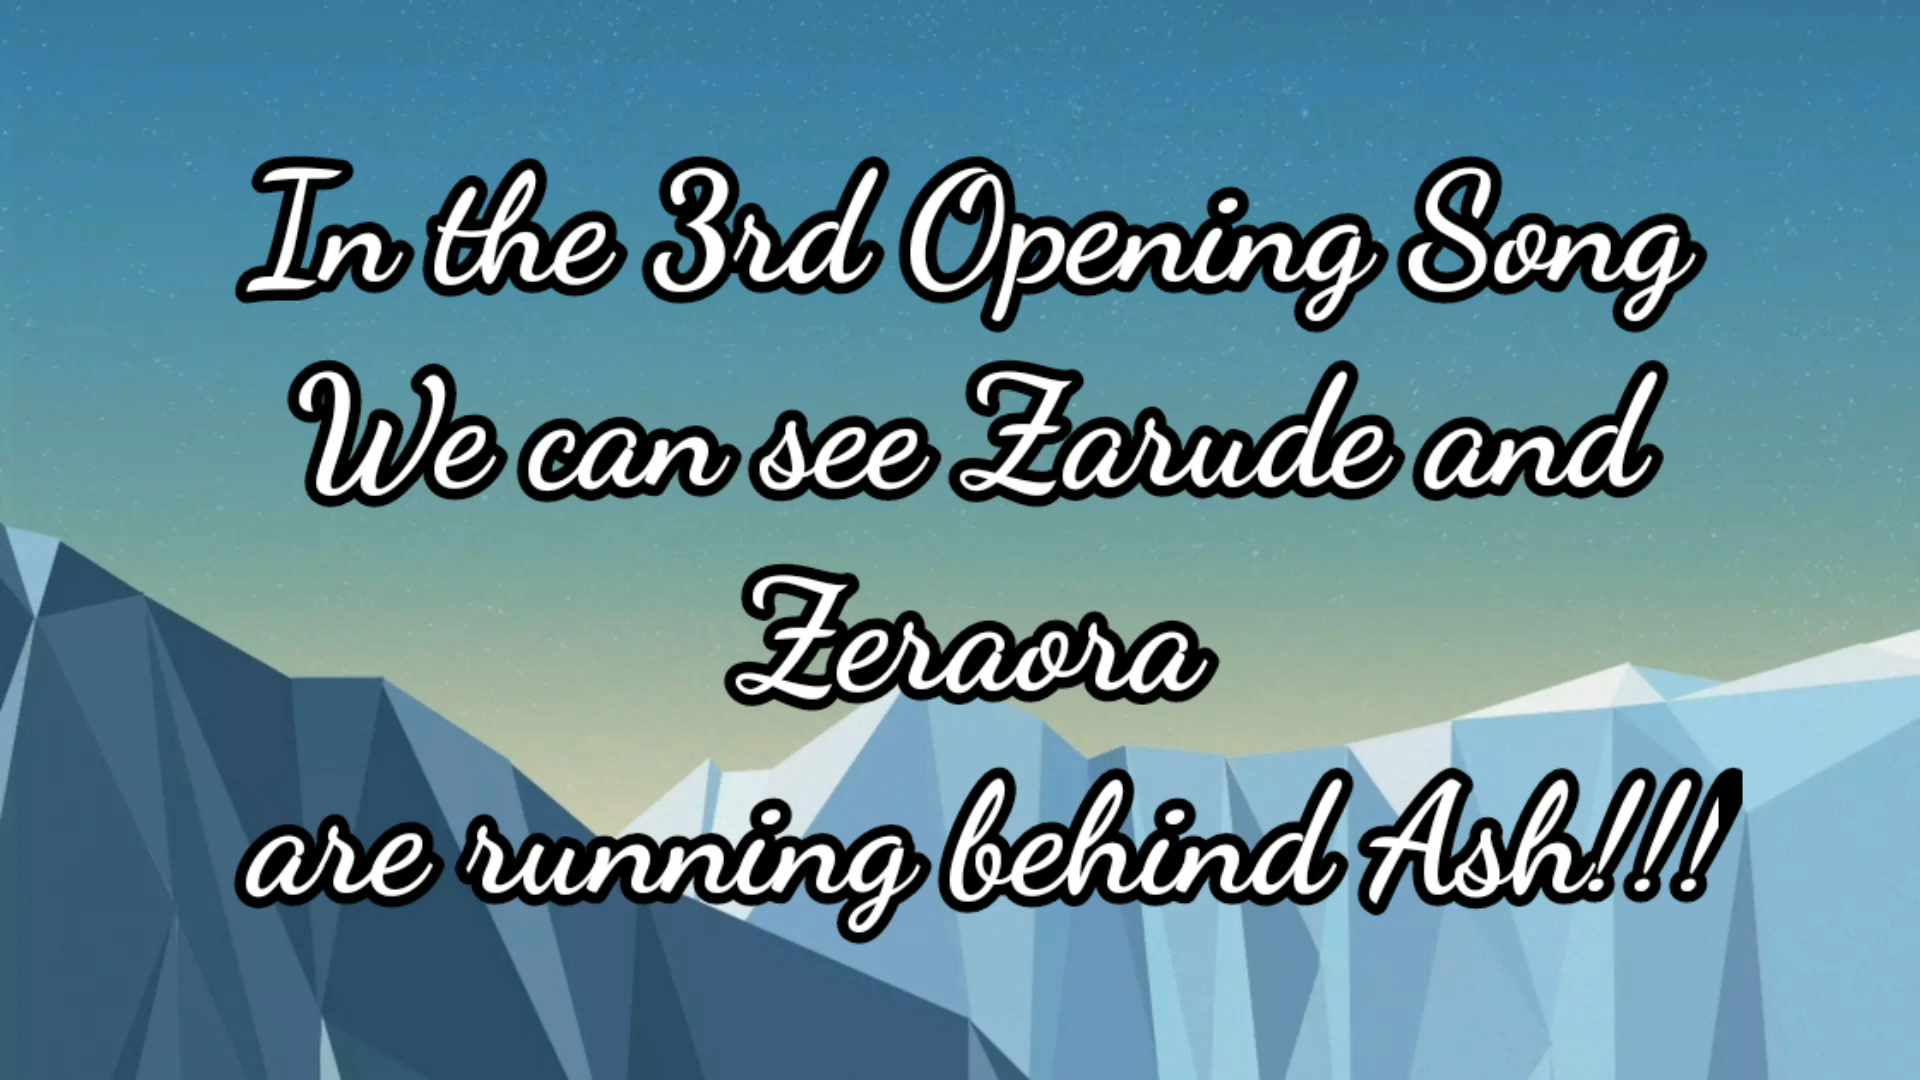 In the 3rd Opening Song
We can see Zarude and
Zeraora
are running behind Ash!!!